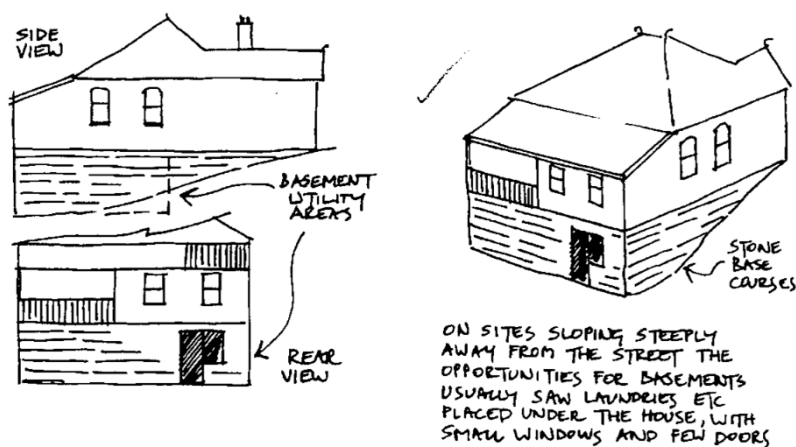 SIDE
VIEW
BASEMENT
UTILITY
AREAS
REAR
VIEW
STONE
BASE
COURSES
ON SITES SLOPING STEEPLY
AWAY FROM THE STREET THE
OPPORTUNITIES FOR BASEMENTS
USUALLY SAW LAUNDRIES ETC
PLACED UNDER THE HOUSE, WITH
SMALL WINDOWS AND FEW DOORS